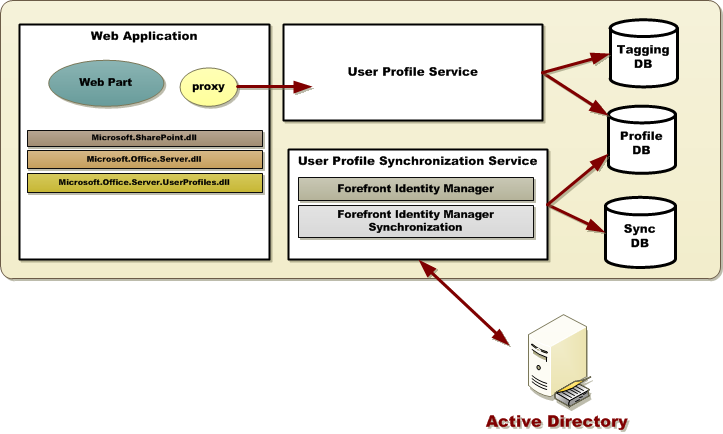 Web Application
Web Part
proxy
Microsoft.SharePoint.dll
Microsoft.Office.Server.dll
Microsoft.Office.Server.UserProfiles.dll
User Profile Service
User Profile Synchronization Service
Forefront Identity Manager
Forefront Identity Manager
Synchronization
Tagging
DB
Profile
DB
Sync
DB
Active Directory